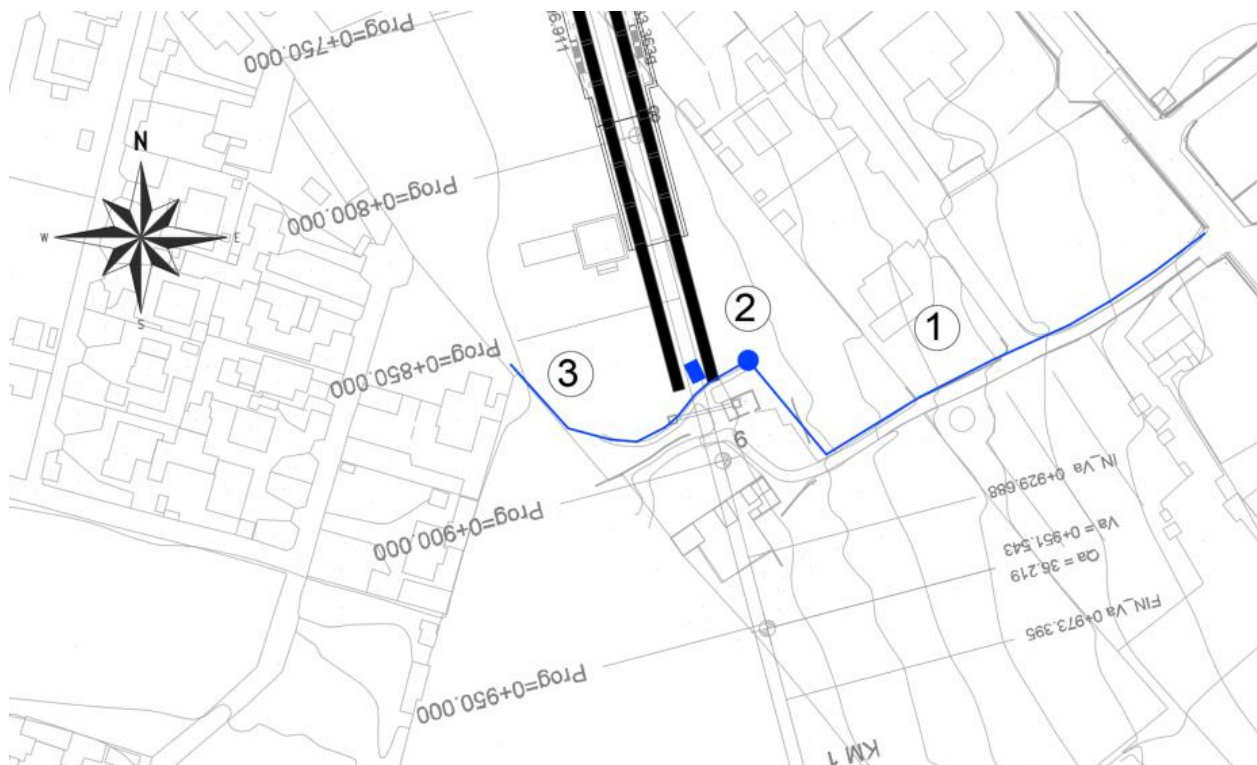 Prog=0+750.000
N
W
E
S
Prog=0+800.000
2
1
Prog=0+850.000
3
9
Prog=0+900.000
IN_Va 0+929.688
Va = 0+951.543
Qa = 36.219
FIN_Va 0+973.395
Prog=0+950.000
KM 1